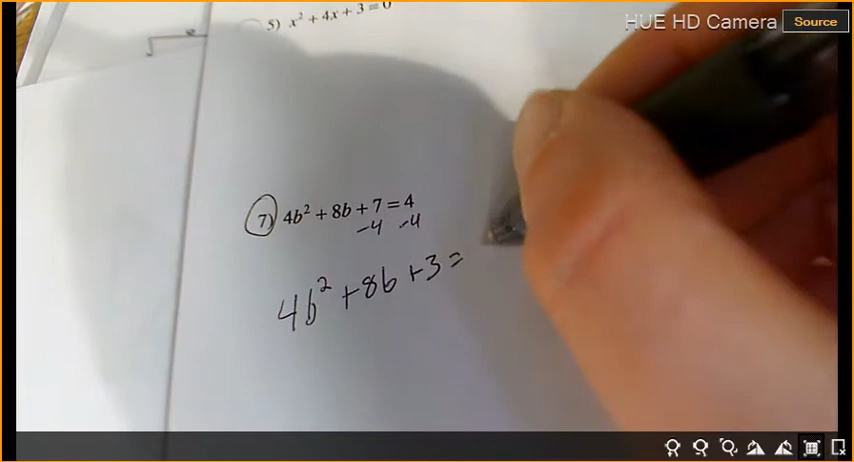 HUE HD Camera Source
5) x² + 4x + 3 = 0
7) 4b² + 8b + 7 = 4
-4 -4
4b² + 8b + 3 =